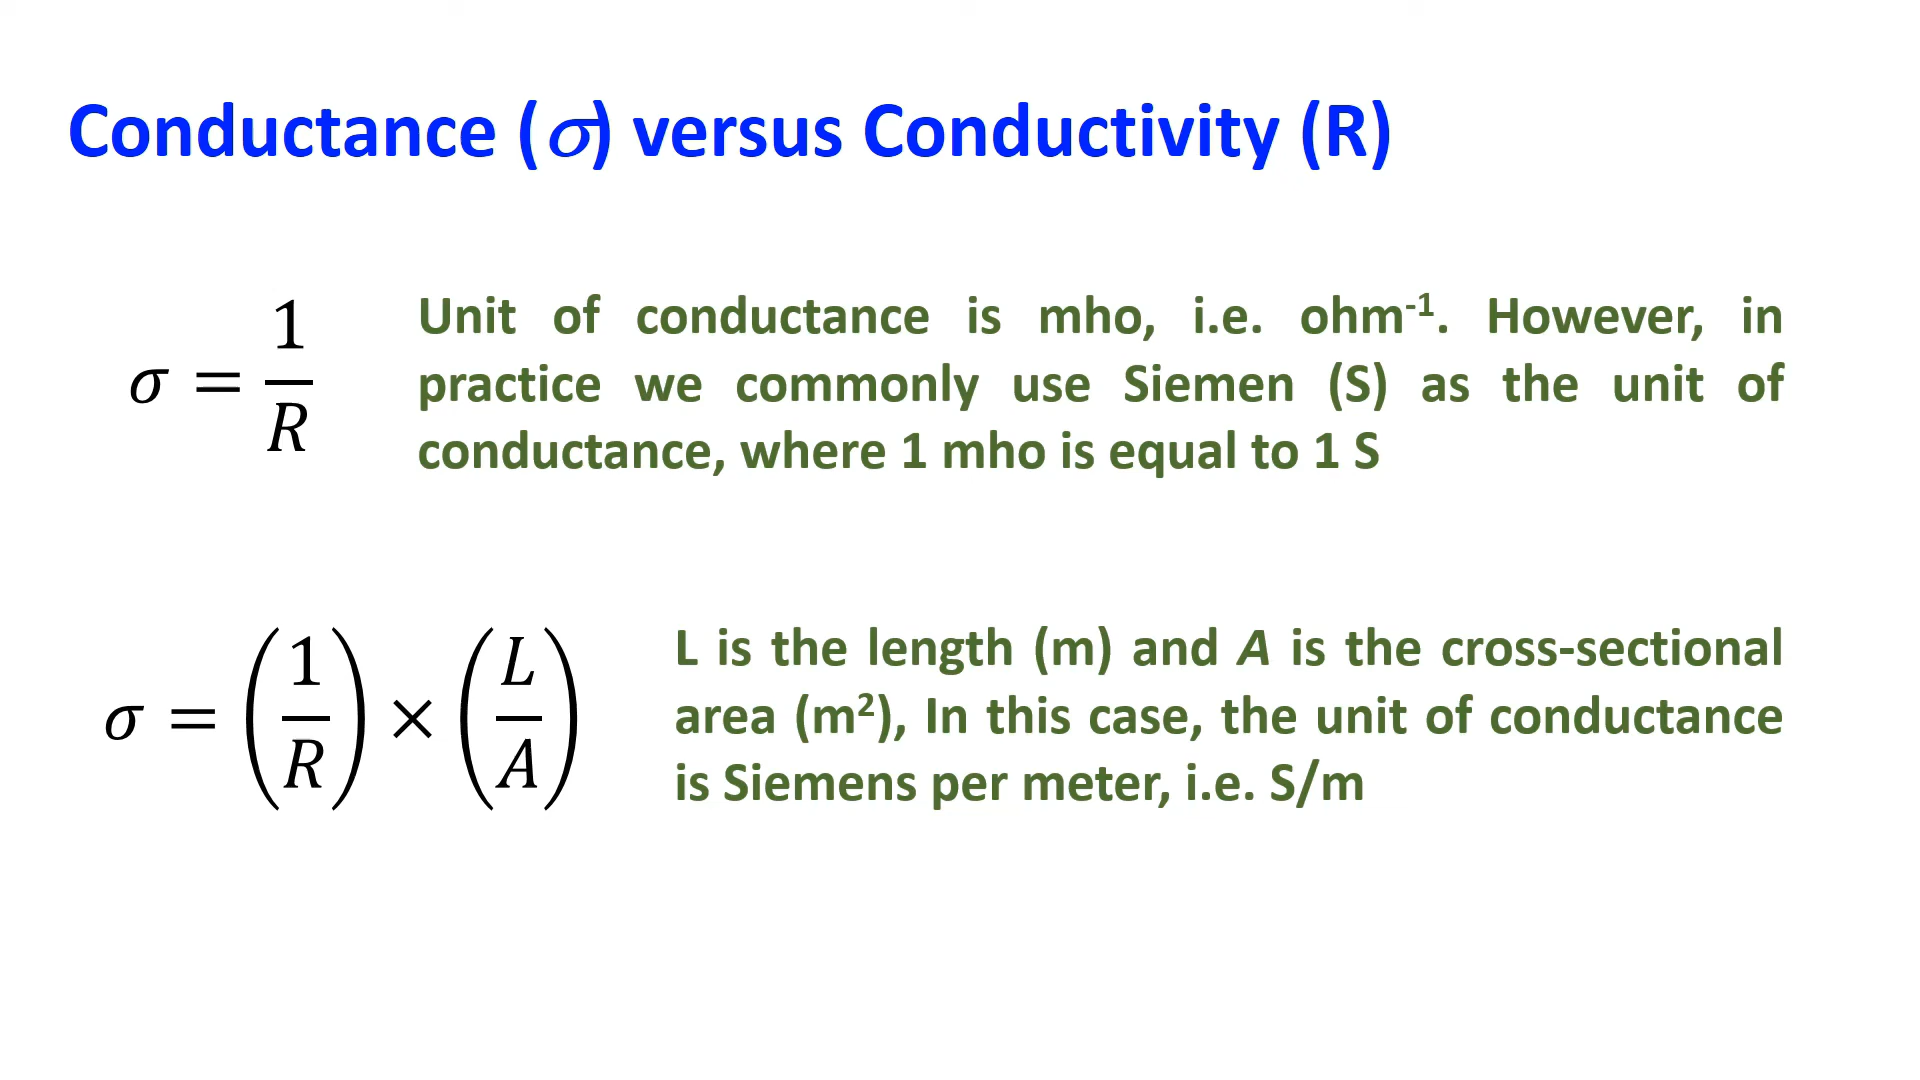 Conductance (σ) versus Conductivity (R)
σ = 1/R
Unit of conductance is mho, i.e. ohm⁻¹. However, in
practice we commonly use Siemen (S) as the unit of
conductance, where 1 mho is equal to 1 S
σ = (1/R) × (L/A)
L is the length (m) and A is the cross-sectional
area (m²), In this case, the unit of conductance
is Siemens per meter, i.e. S/m